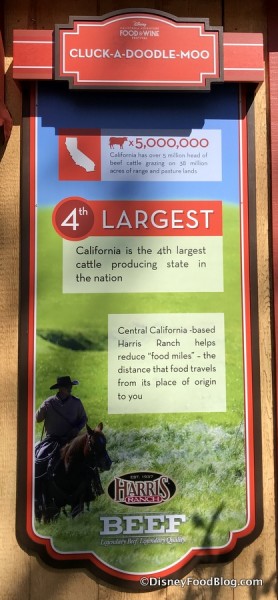 Disney
FOOD & WINE
FESTIVAL
CLUCK-A-DOODLE-MOO
x5,000,000
California has over 5 million head of
beef cattle grazing on 38 million
acres of range and pasture lands
4th LARGEST
California is the 4th largest
cattle producing state in
the nation
Central California -based
Harris Ranch helps
reduce "food miles" – the
distance that food travels
from its place of origin
to you
EST. 1937
HARRIS
RANCH
BEEF
Legendary Beef. Legendary Quality.
©DisneyFoodBlog.com